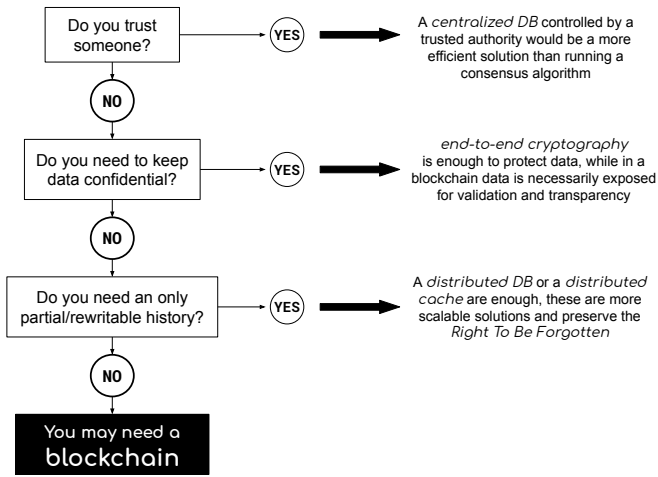 Do you trust
someone?
YES
A centralized DB controlled by a
trusted authority would be a more
efficient solution than running a
consensus algorithm
NO
Do you need to keep
data confidential?
YES
end-to-end cryptography
is enough to protect data, while in a
blockchain data is necessarily exposed
for validation and transparency
NO
Do you need an only
partial/rewritable history?
YES
A distributed DB or a distributed
cache are enough, these are more
scalable solutions and preserve the
Right To Be Forgotten
NO
You may need a
blockchain